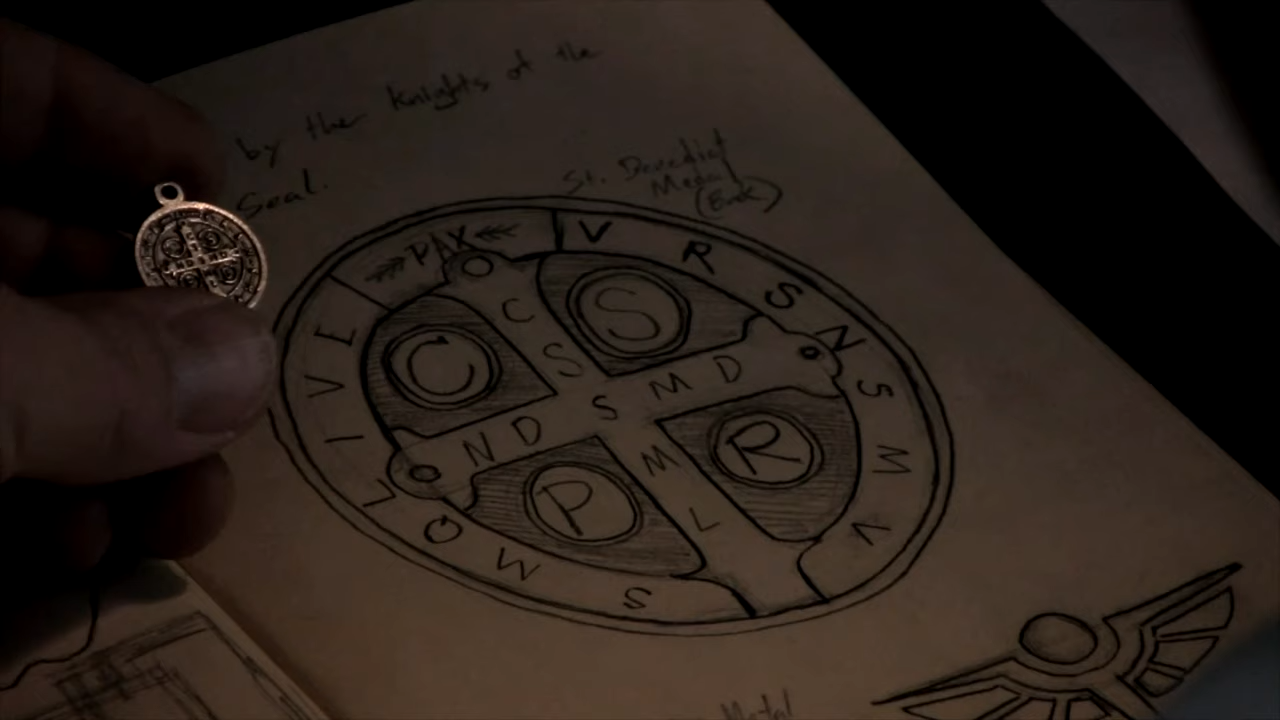 by the Knights of the
Seal.
St. Benedict
Medal
(Back)
PAX
V R S N S M V
S M O L I V E
C S
C S P R
N D S M D
M L
Metal